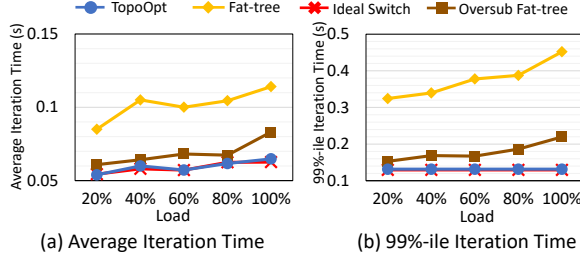 TopoOpt Fat-tree Ideal Switch Oversub Fat-tree
Average Iteration Time (s)
0.15
0.1
0.05
20% 40% 60% 80% 100%
Load
(a) Average Iteration Time
99%-ile Iteration Time (s)
0.5
0.4
0.3
0.2
0.1
20% 40% 60% 80% 100%
Load
(b) 99%-ile Iteration Time